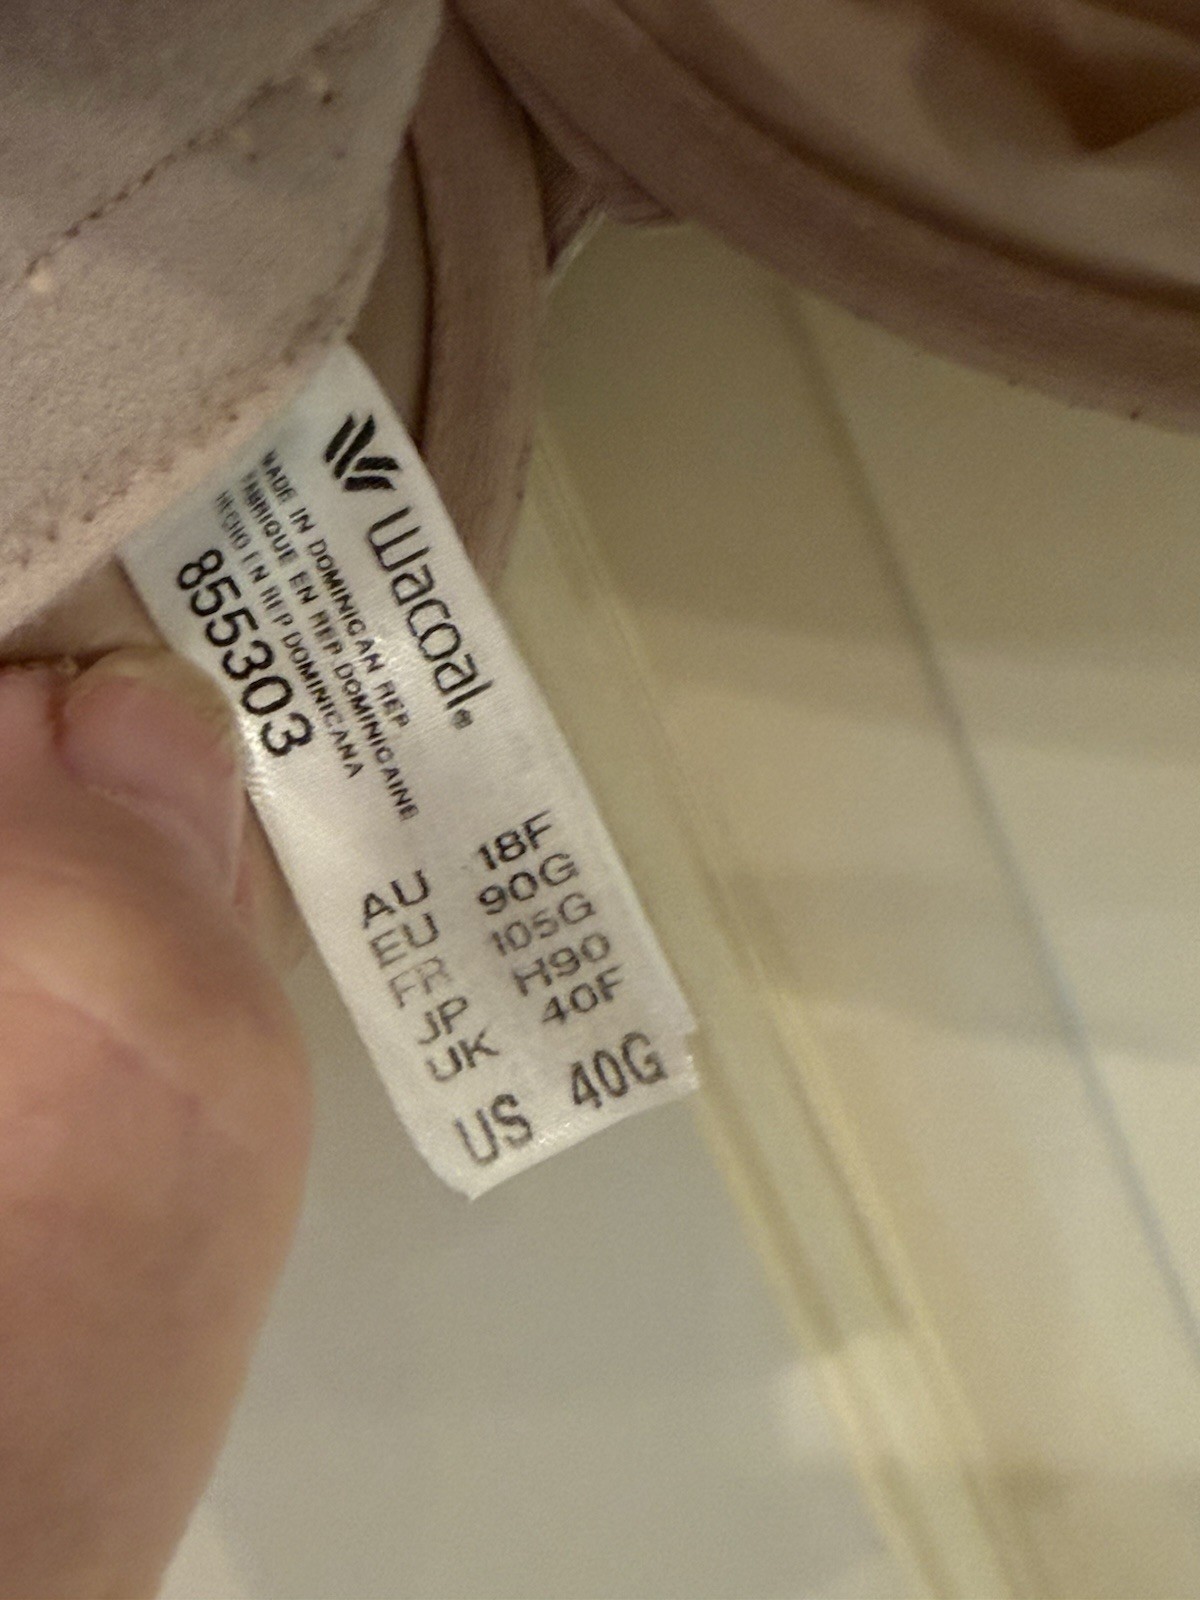 wacoal®
MADE IN DOMINICAN REP
FABRIQUE EN REP DOMINICAINE
HECHO EN REP DOMINICANA
855303
AU 18F
EU 90G
FR 105G
JP H90
UK 40F
US 40G